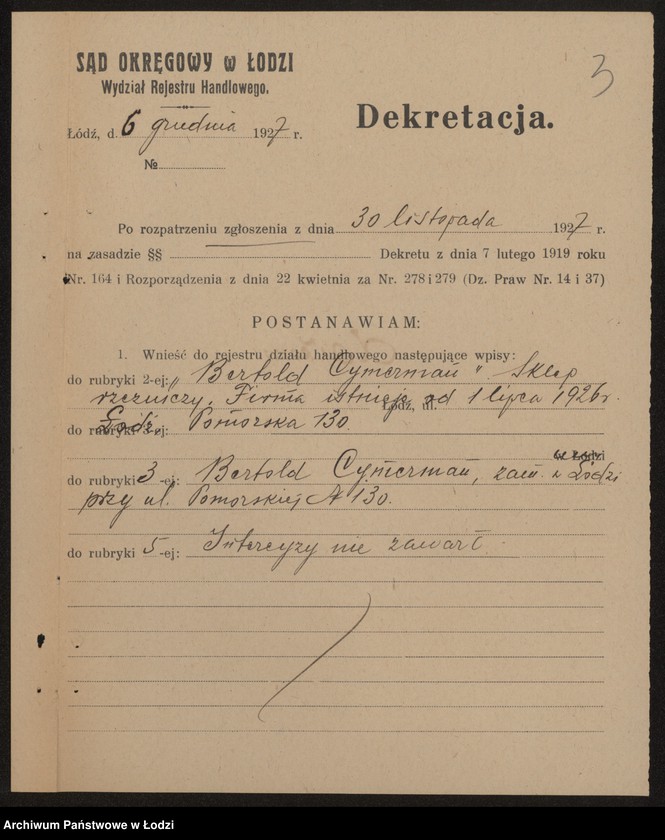 3
SĄD OKRĘGOWY w ŁODZI
Wydział Rejestru Handlowego.
Dekretacja.
Łódź, d. 6 grudnia 1927 r.
№
Po rozpatrzeniu zgłoszenia z dnia 30 listopada 1927 r.
na zasadzie §§ Dekretu z dnia 7 lutego 1919 roku
Nr. 164 i Rozporządzenia z dnia 22 kwietnia za Nr. 278 i 279 (Dz. Praw Nr. 14 i 37)
POSTANAWIAM:
1. Wnieść do rejestru działu handlowego następujące wpisy:
do rubryki 2-ej: „Bertold Cymerman" Sklep
rzeźniczy. Firma istnieje od 1 lipca 1926 r.
Łódź, ul.
do rubryki 3-ej: Łódź, Pomorska 130.
w Łodzi
do rubryki 3-ej: Bertold Cymerman, zam. w Łodzi
przy ul. Pomorskiej № 130.
do rubryki 5-ej: Intercyzy nie zawarł.
Archiwum Państwowe w Łodzi